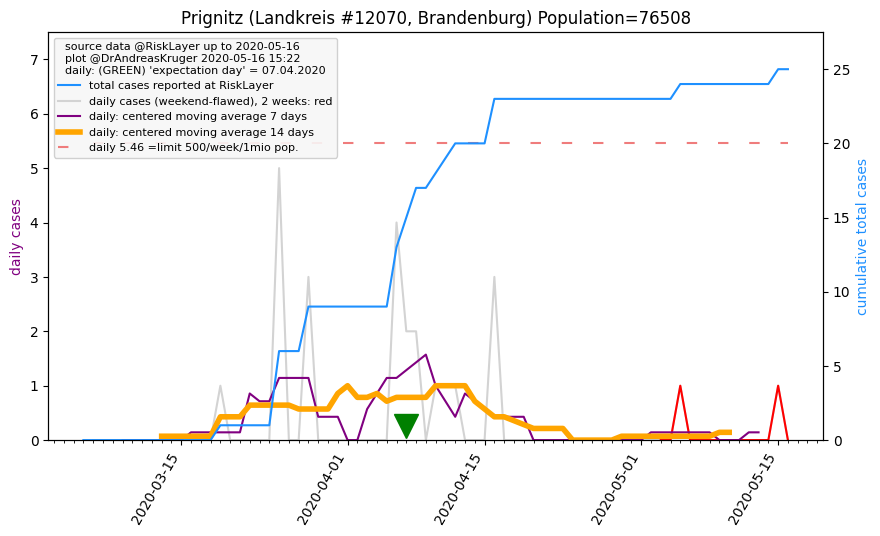 Prignitz (Landkreis #12070, Brandenburg) Population=76508
source data @RiskLayer up to 2020-05-16
plot @DrAndreasKruger 2020-05-16 15:22
daily: (GREEN) 'expectation day' = 07.04.2020
total cases reported at RiskLayer
daily cases (weekend-flawed), 2 weeks: red
daily: centered moving average 7 days
daily: centered moving average 14 days
daily 5.46 =limit 500/week/1mio pop.
daily cases
7
6
5
4
3
2
1
0
25
20
15
10
5
0
cumulative total cases
2020-03-15
2020-04-01
2020-04-15
2020-05-01
2020-05-15